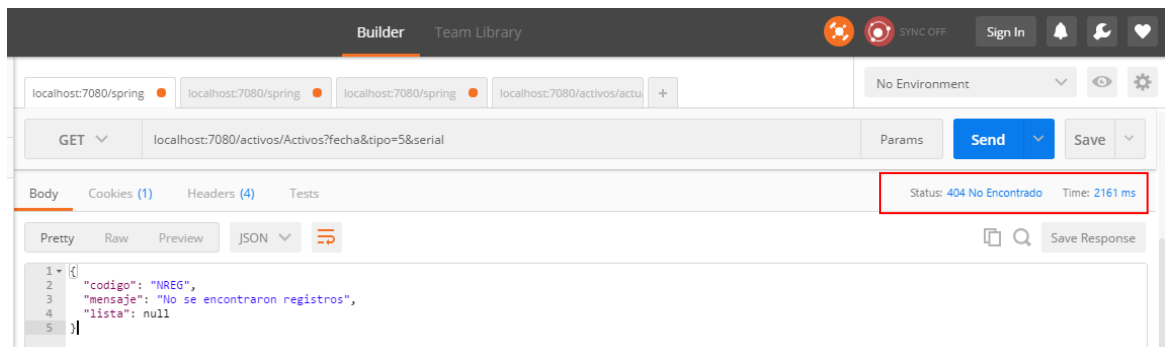 Builder Team Library SYNC OFF Sign In
localhost:7080/spring localhost:7080/spring localhost:7080/spring localhost:7080/activos/actu + No Environment
GET localhost:7080/activos/Activos?fecha&tipo=5&serial Params Send Save
Body Cookies (1) Headers (4) Tests Status: 404 No Encontrado Time: 2161 ms
Pretty Raw Preview JSON Save Response
1 {
2 "codigo": "NREG",
3 "mensaje": "No se encontraron registros",
4 "lista": null
5 }